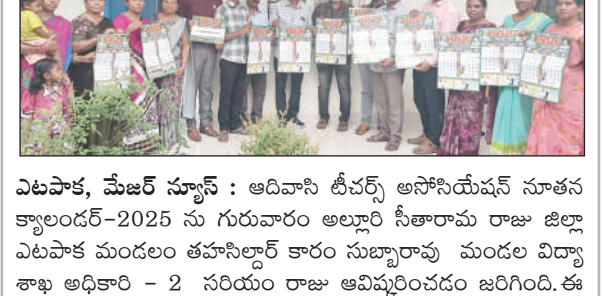 ఎటపాక, మేజర్ న్యూస్ : ఆదివాసి టీచర్స్ అసోసియేషన్ నూతన
క్యాలండర్-2025 ను గురువారం అల్లూరి సీతారామ రాజు జిల్లా
ఎటపాక మండలం తహసిల్దార్ కారం సుబ్బారావు మండల విద్యా
శాఖ అధికారి - 2 సరియం రాజు ఆవిష్కరించడం జరిగింది.ఈ